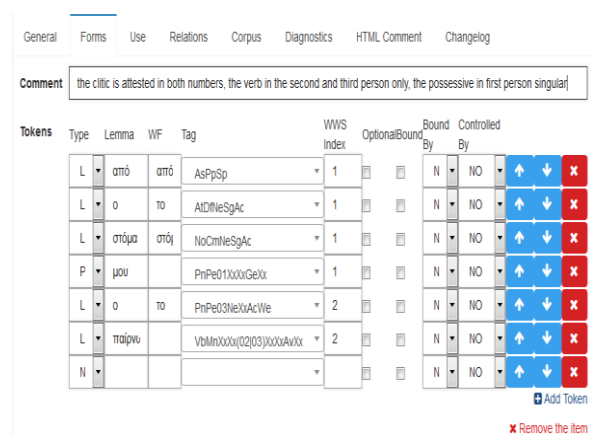 General Forms Use Relations Corpus Diagnostics HTML Comment Changelog
Comment the clitic is attested in both numbers, the verb in the second and third person only, the possessive in first person singular
Tokens Type Lemma WF Tag WWS Index Optional Bound Bound By Controlled By
L από από AsPpSp 1 N NO
L ο το AtDfNeSgAc 1 N NO
L στόμα στόμ NoCmNeSgAc 1 N NO
P μου PnPe01XxXxGeXx 1 N NO
L ο το PnPe03NeXxAcWe 2 N NO
L παίρνω VbMnXxXx(02|03)XxXxAvXx 2 N NO
N N NO
Add Token
Remove the item